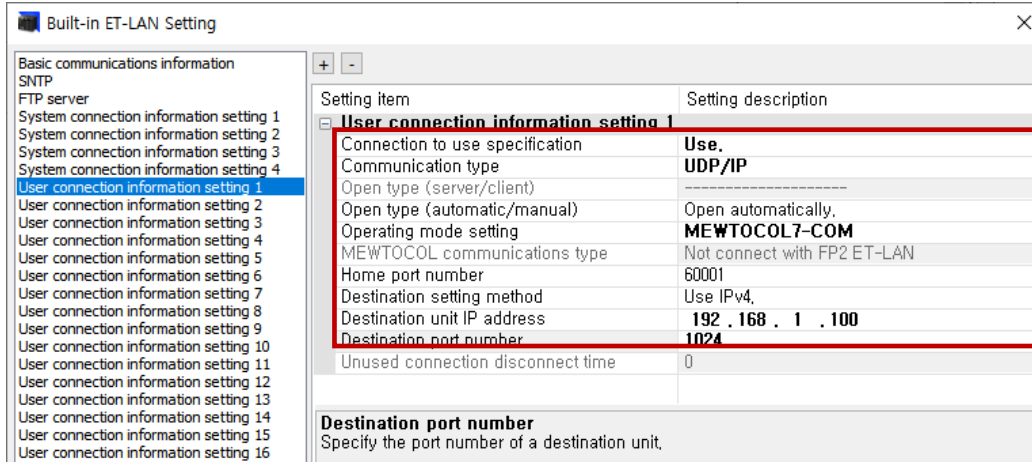 Built-in ET-LAN Setting
Basic communications information
SNTP
FTP server
System connection information setting 1
System connection information setting 2
System connection information setting 3
System connection information setting 4
User connection information setting 1
User connection information setting 2
User connection information setting 3
User connection information setting 4
User connection information setting 5
User connection information setting 6
User connection information setting 7
User connection information setting 8
User connection information setting 9
User connection information setting 10
User connection information setting 11
User connection information setting 12
User connection information setting 13
User connection information setting 14
User connection information setting 15
User connection information setting 16
+ -
Setting item Setting description
User connection information setting 1
Connection to use specification Use.
Communication type UDP/IP
Open type (server/client) --------------------
Open type (automatic/manual) Open automatically.
Operating mode setting MEWTOCOL7-COM
MEWTOCOL communications type Not connect with FP2 ET-LAN
Home port number 60001
Destination setting method Use IPv4.
Destination unit IP address 192 . 168 . 1 . 100
Destination port number 1024
Unused connection disconnect time 0
Destination port number
Specify the port number of a destination unit.